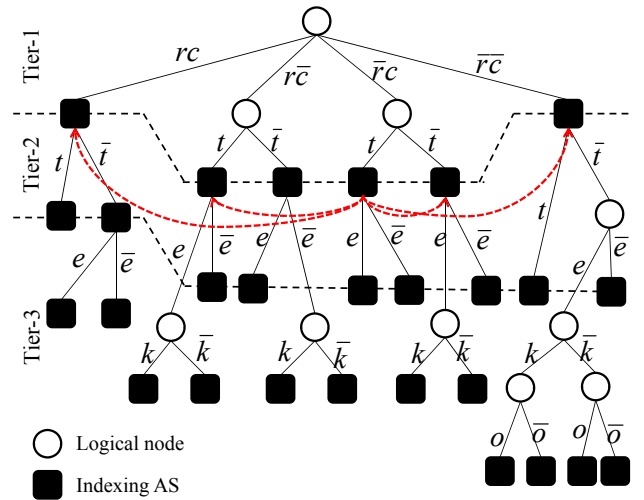 Tier-1
rc
r𝑐̅
r̅c
r̅c̅
Tier-2
t
t̅
t
t̅
t
t̅
t
t̅
Tier-3
e
e̅
e
e̅
e
e̅
e
e̅
e
e̅
e
e̅
k
k̅
k
k̅
k
k̅
k
k̅
o
o̅
o
o̅
Logical node
Indexing AS